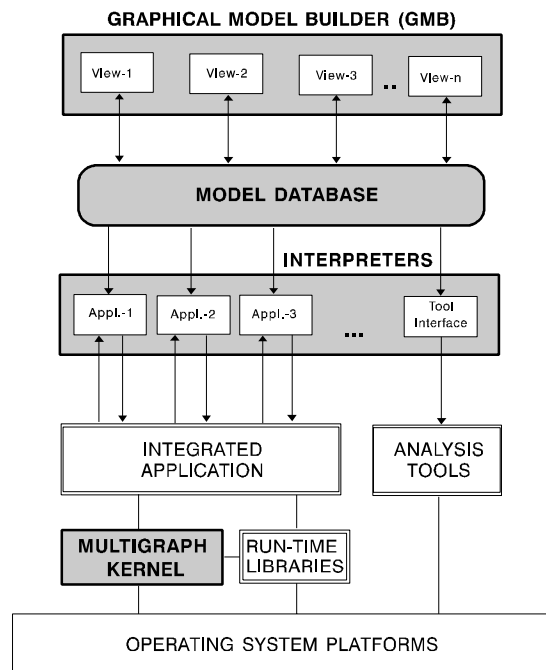 GRAPHICAL MODEL BUILDER (GMB)
View-1
View-2
View-3
..
View-n
MODEL DATABASE
INTERPRETERS
Appl.-1
Appl.-2
Appl.-3
...
Tool
Interface
INTEGRATED
APPLICATION
ANALYSIS
TOOLS
MULTIGRAPH
KERNEL
RUN-TIME
LIBRARIES
OPERATING SYSTEM PLATFORMS